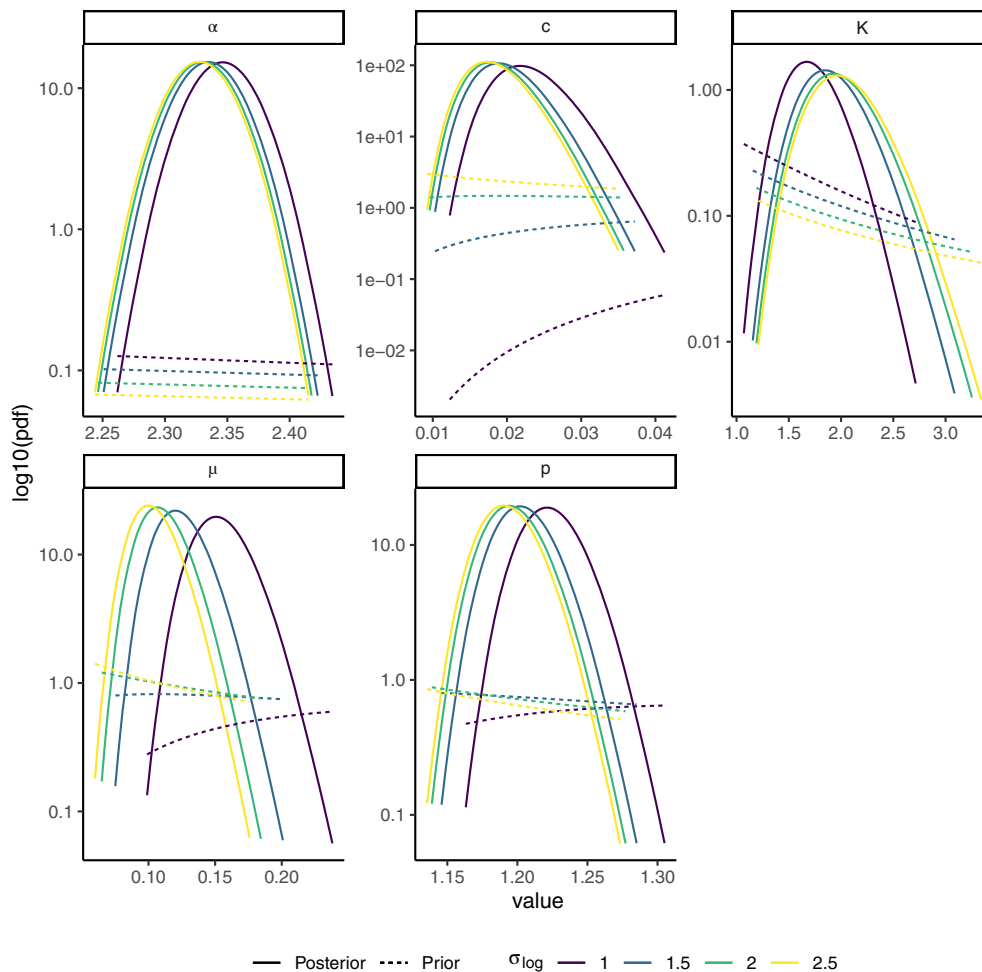 α
c
K
10.0
1.0
0.1
1e+02
1e+01
1e+00
1e−01
1e−02
1.00
0.10
0.01
2.25 2.30 2.35 2.40
0.01 0.02 0.03 0.04
1.0 1.5 2.0 2.5 3.0
log10(pdf)
μ
p
10.0
1.0
0.1
10.0
1.0
0.1
0.10 0.15 0.20
1.15 1.20 1.25 1.30
value
Posterior Prior σlog 1 1.5 2 2.5